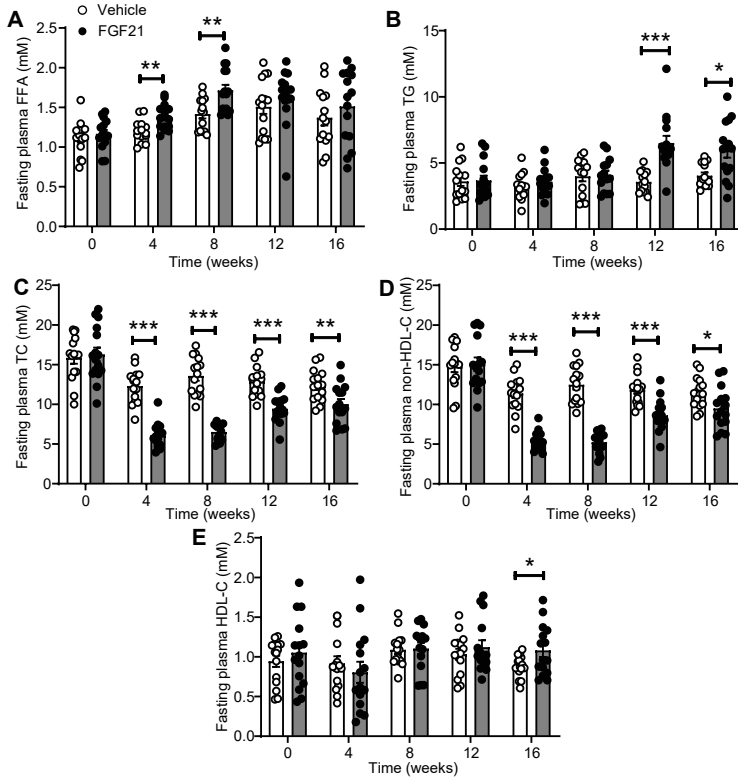 Vehicle
FGF21
A
Fasting plasma FFA (mM)
2.5
2.0
1.5
1.0
0.5
0.0
**
**
0 4 8 12 16
Time (weeks)
B
Fasting plasma TG (mM)
15
10
5
0
***
*
0 4 8 12 16
Time (weeks)
C
Fasting plasma TC (mM)
25
20
15
10
5
0
***
***
***
**
0 4 8 12 16
Time (weeks)
D
Fasting plasma non-HDL-C (mM)
25
20
15
10
5
0
***
***
***
*
0 4 8 12 16
Time (weeks)
E
Fasting plasma HDL-C (mM)
2.5
2.0
1.5
1.0
0.5
0.0
*
0 4 8 12 16
Time (weeks)